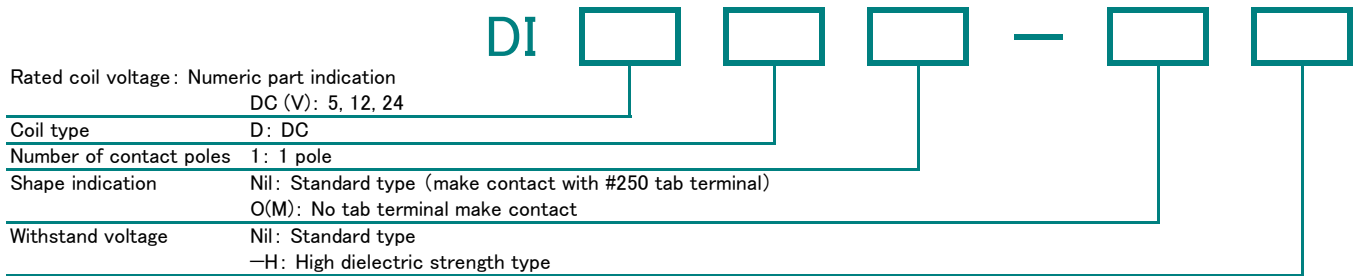 DI －
Rated coil voltage： Numeric part indication
DC（V）： 5, 12, 24
Coil type D： DC
Number of contact poles 1： 1 pole
Shape indication Nil： Standard type （make contact with #250 tab terminal）
O(M)： No tab terminal make contact
Withstand voltage Nil： Standard type
－H： High dielectric strength type